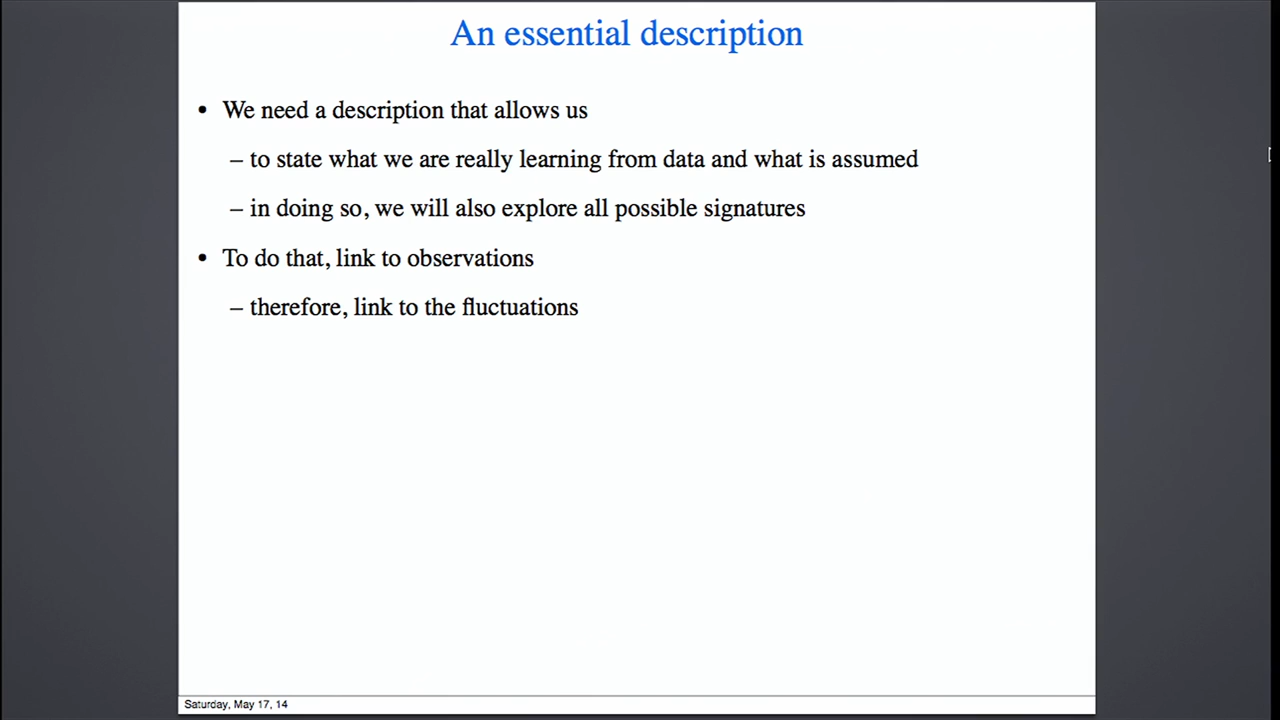 An essential description
• We need a description that allows us
– to state what we are really learning from data and what is assumed
– in doing so, we will also explore all possible signatures
• To do that, link to observations
– therefore, link to the fluctuations
Saturday, May 17, 14